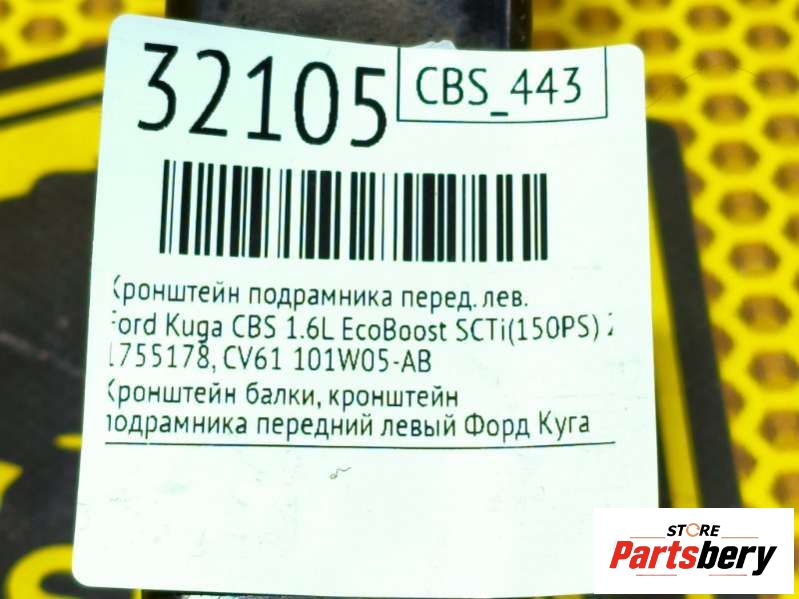 32105
CBS_443
Кронштейн подрамника перед. лев.
Ford Kuga CBS 1.6L EcoBoost SCTi(150PS) 2
1755178, CV61 101W05-AB
Кронштейн балки, кронштейн
подрамника передний левый Форд Куга
STORE
Partsbery